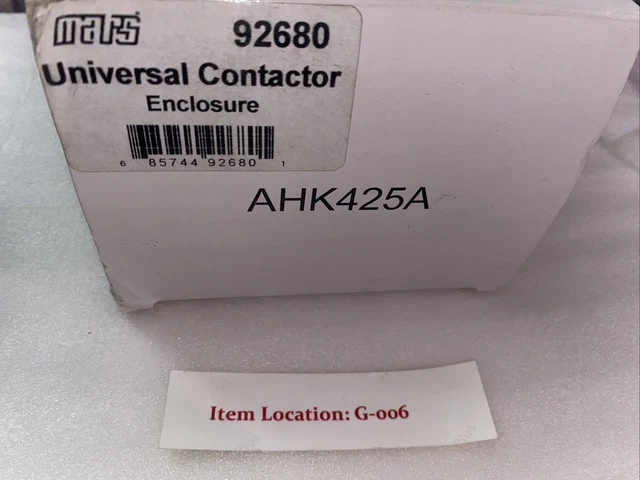 mars 92680
Universal Contactor
Enclosure
6 85744 92680 1
AHK425A
Item Location: G-006